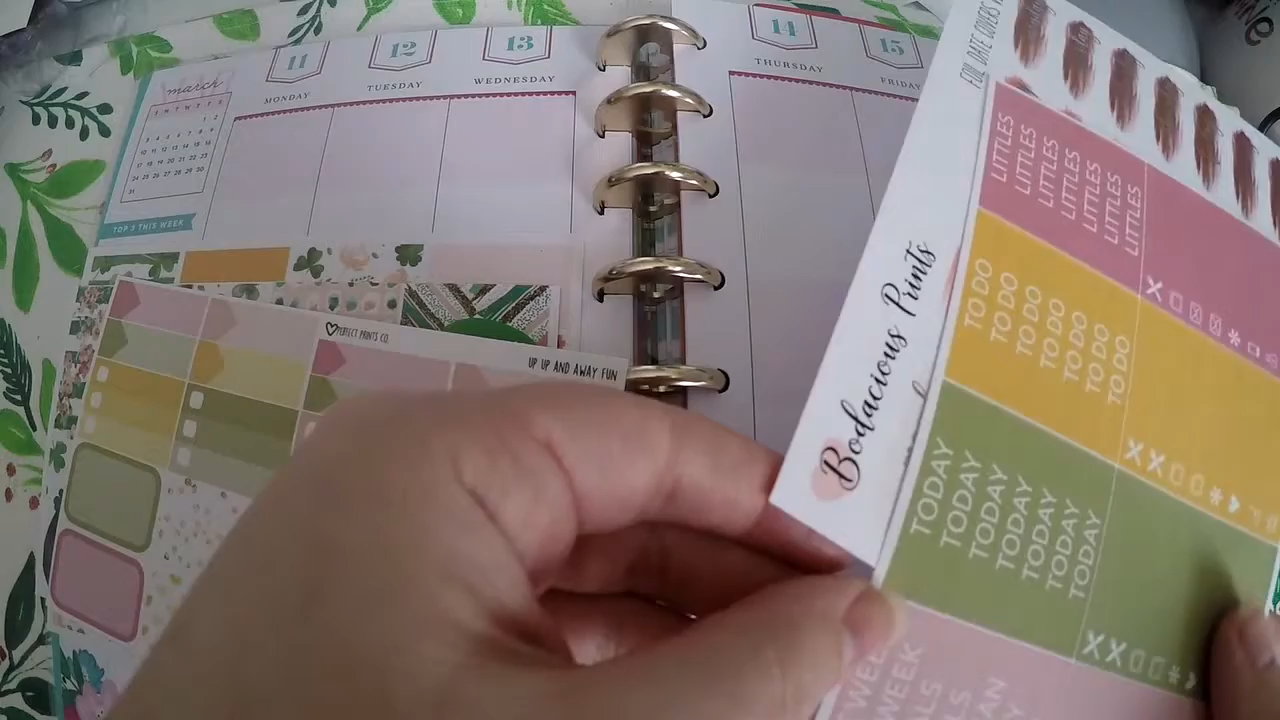 march
11
MONDAY
12
TUESDAY
13
WEDNESDAY
14
THURSDAY
15
FRIDAY
TOP 3 THIS WEEK
PERFECT PRINTS CO.
UP UP AND AWAY FUN
FOIL DATE COVERS
Bodacious Prints
LITTLES
LITTLES
LITTLES
LITTLES
LITTLES
LITTLES
TO DO
TO DO
TO DO
TO DO
TO DO
TO DO
TODAY
TODAY
TODAY
TODAY
TODAY
TODAY
WEEK